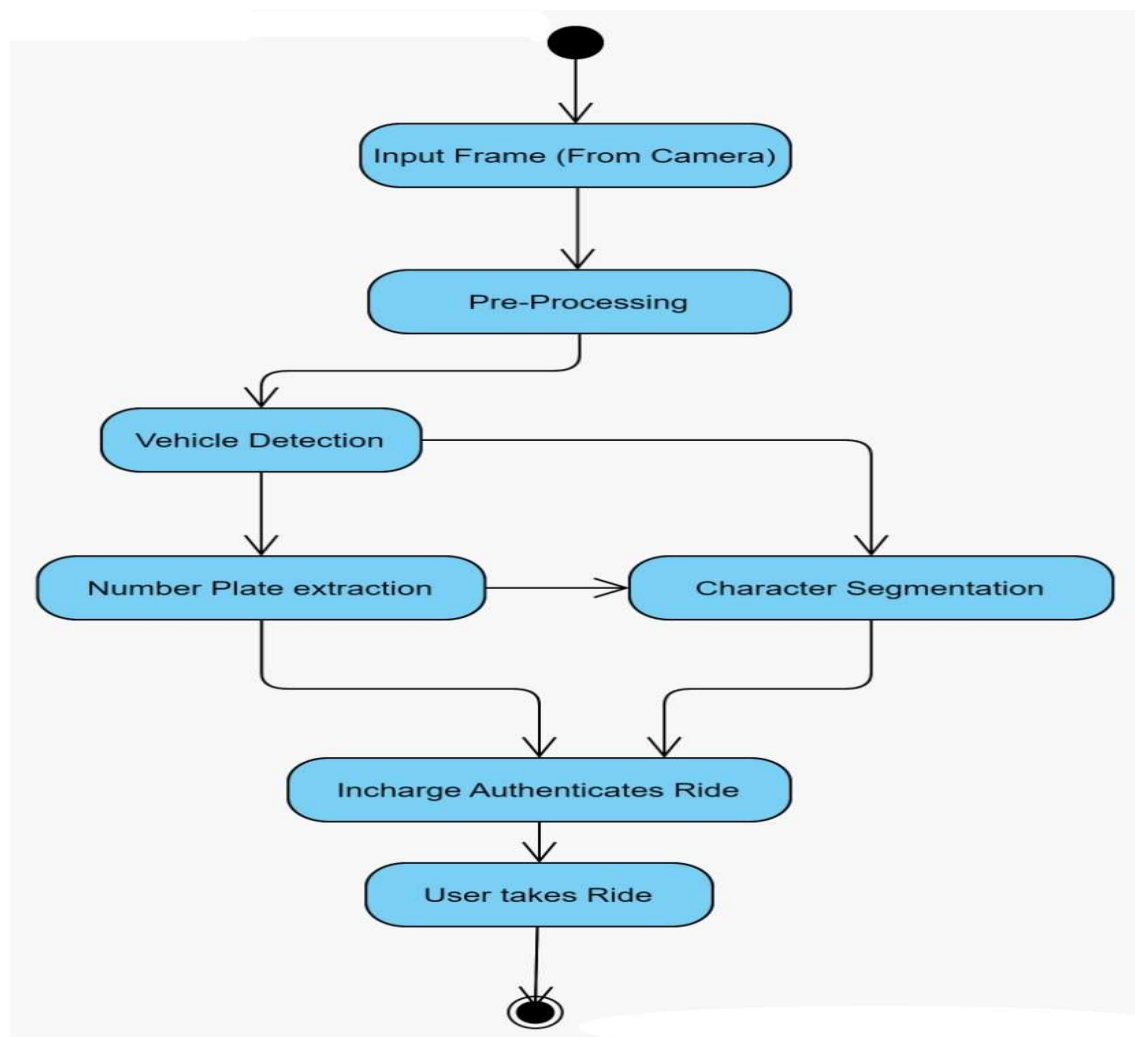 Input Frame (From Camera)
Pre-Processing
Vehicle Detection
Number Plate extraction
Character Segmentation
Incharge Authenticates Ride
User takes Ride